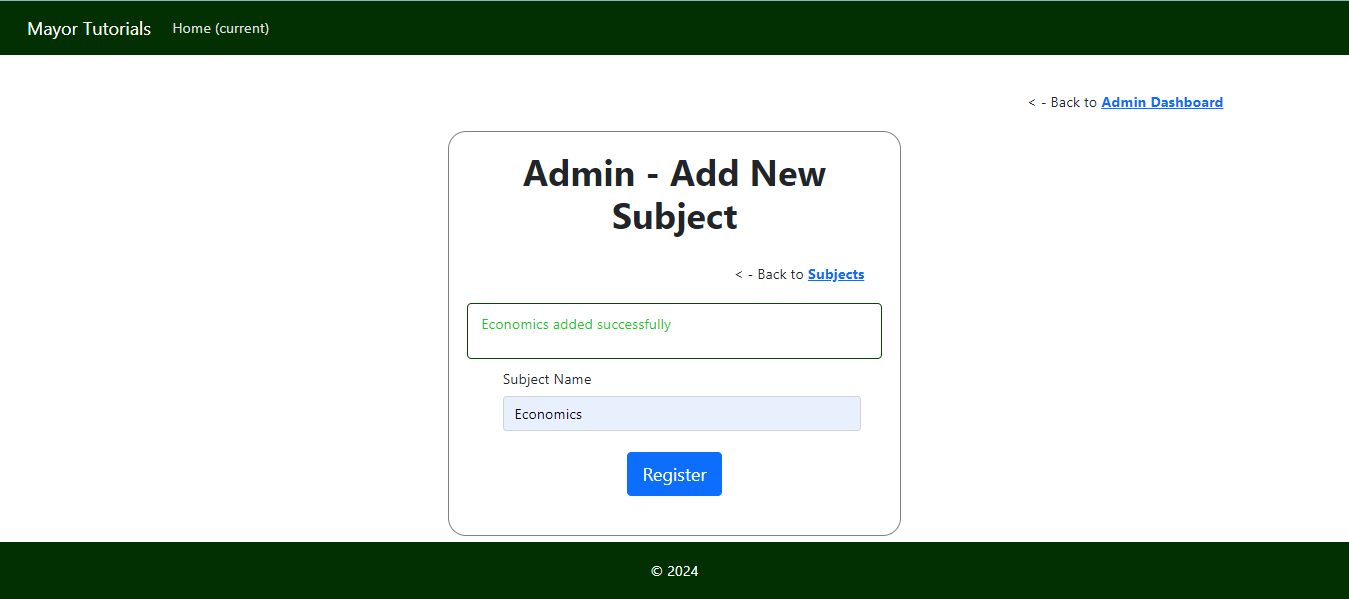 Mayor Tutorials Home (current)
< - Back to Admin Dashboard
Admin - Add New
Subject
< - Back to Subjects
Economics added successfully
Subject Name
Economics
Register
© 2024